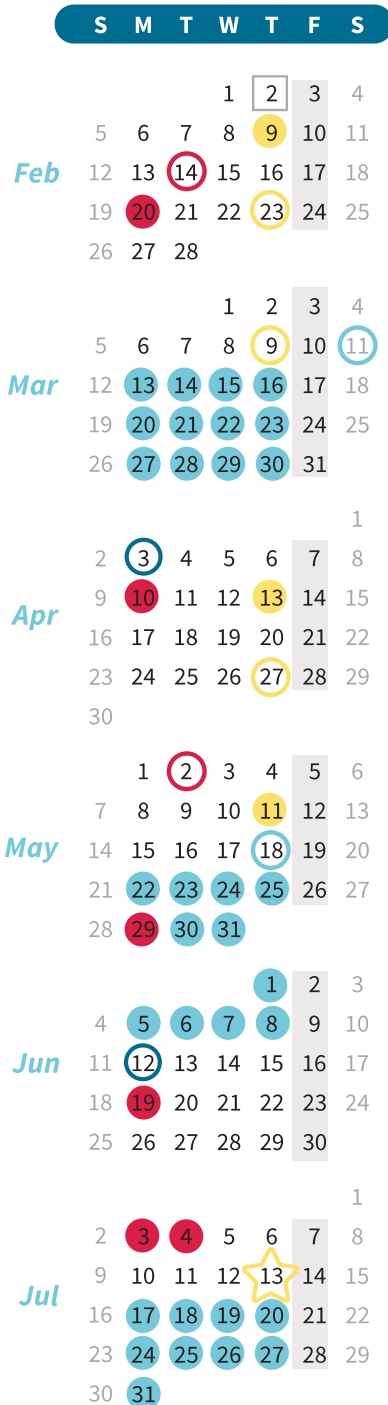 S M T W T F S
1 2 3 4
5 6 7 8 9 10 11
Feb 12 13 14 15 16 17 18
19 20 21 22 23 24 25
26 27 28
1 2 3 4
5 6 7 8 9 10 11
Mar 12 13 14 15 16 17 18
19 20 21 22 23 24 25
26 27 28 29 30 31
1
2 3 4 5 6 7 8
Apr 9 10 11 12 13 14 15
16 17 18 19 20 21 22
23 24 25 26 27 28 29
30
1 2 3 4 5 6
7 8 9 10 11 12 13
May 14 15 16 17 18 19 20
21 22 23 24 25 26 27
28 29 30 31
1 2 3
4 5 6 7 8 9 10
Jun 11 12 13 14 15 16 17
18 19 20 21 22 23 24
25 26 27 28 29 30
1
2 3 4 5 6 7 8
9 10 11 12 13 14 15
Jul 16 17 18 19 20 21 22
23 24 25 26 27 28 29
30 31